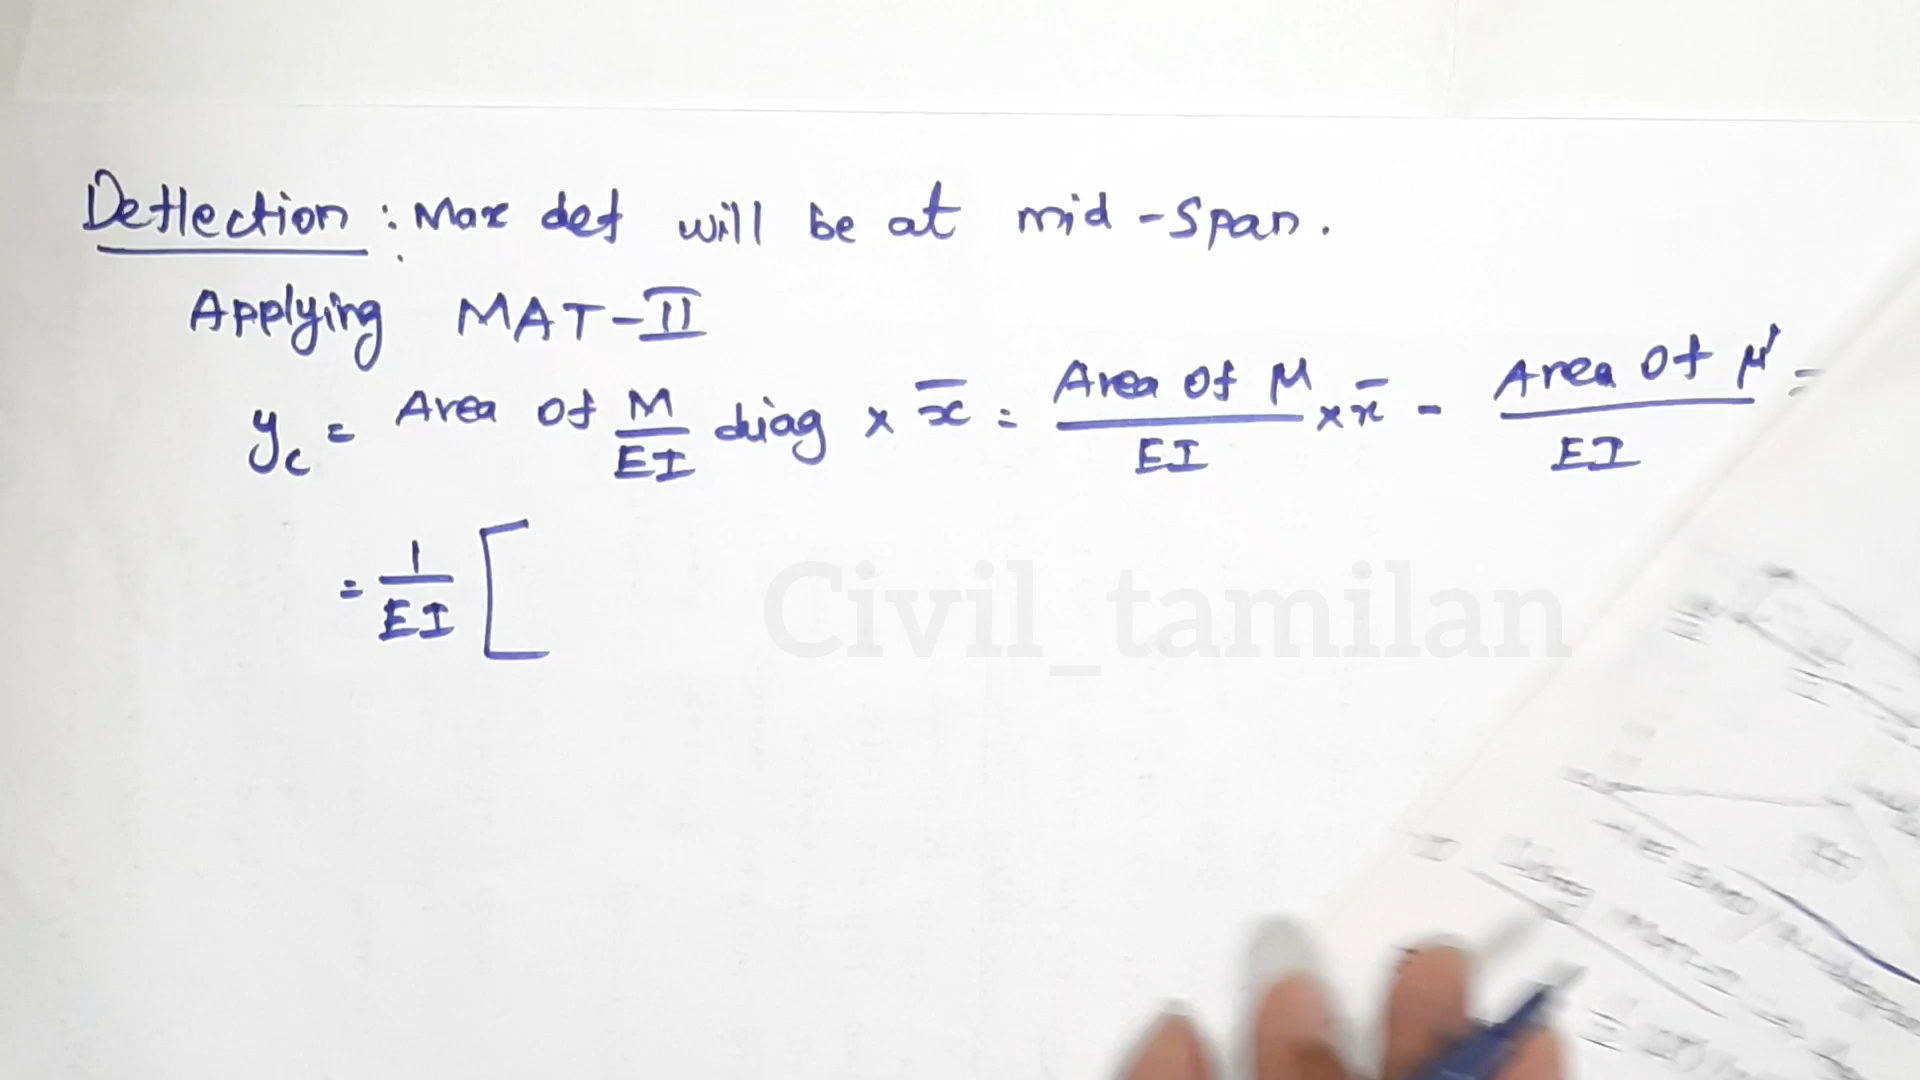 Deflection : Max def will be at mid-span.
Applying MAT-II
yc = Area of M/EI diag × x̄ = Area of M/EI × x̄ - Area of M'/EI
= 1/EI [
Civil_tamilan